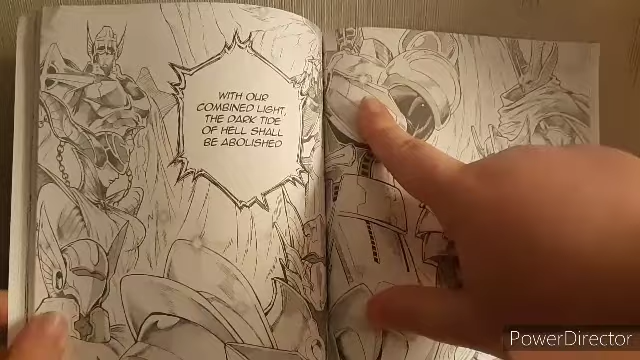 WITH OUR
COMBINED LIGHT,
THE DARK TIDE
OF HELL SHALL
BE ABOLISHED
PowerDirector